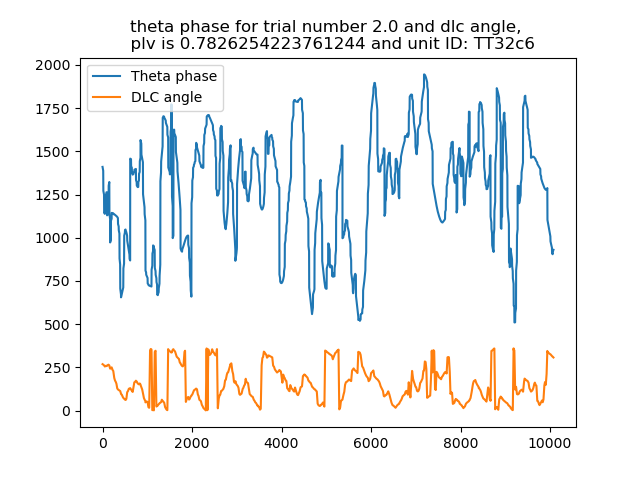 theta phase for trial number 2.0 and dlc angle,
plv is 0.7826254223761244 and unit ID: TT32c6
Theta phase
DLC angle
2000
1750
1500
1250
1000
750
500
250
0
0 2000 4000 6000 8000 10000